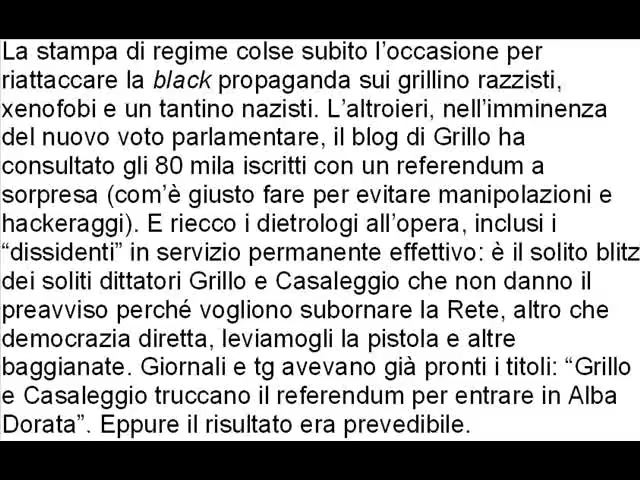 La stampa di regime colse subito l’occasione per
riattaccare la black propaganda sui grillino razzisti,
xenofobi e un tantino nazisti. L’altroieri, nell’imminenza
del nuovo voto parlamentare, il blog di Grillo ha
consultato gli 80 mila iscritti con un referendum a
sorpresa (com’è giusto fare per evitare manipolazioni e
hackeraggi). E riecco i dietrologi all’opera, inclusi i
“dissidenti” in servizio permanente effettivo: è il solito blitz
dei soliti dittatori Grillo e Casaleggio che non danno il
preavviso perché vogliono subornare la Rete, altro che
democrazia diretta, leviamogli la pistola e altre
baggianate. Giornali e tg avevano già pronti i titoli: “Grillo
e Casaleggio truccano il referendum per entrare in Alba
Dorata”. Eppure il risultato era prevedibile.